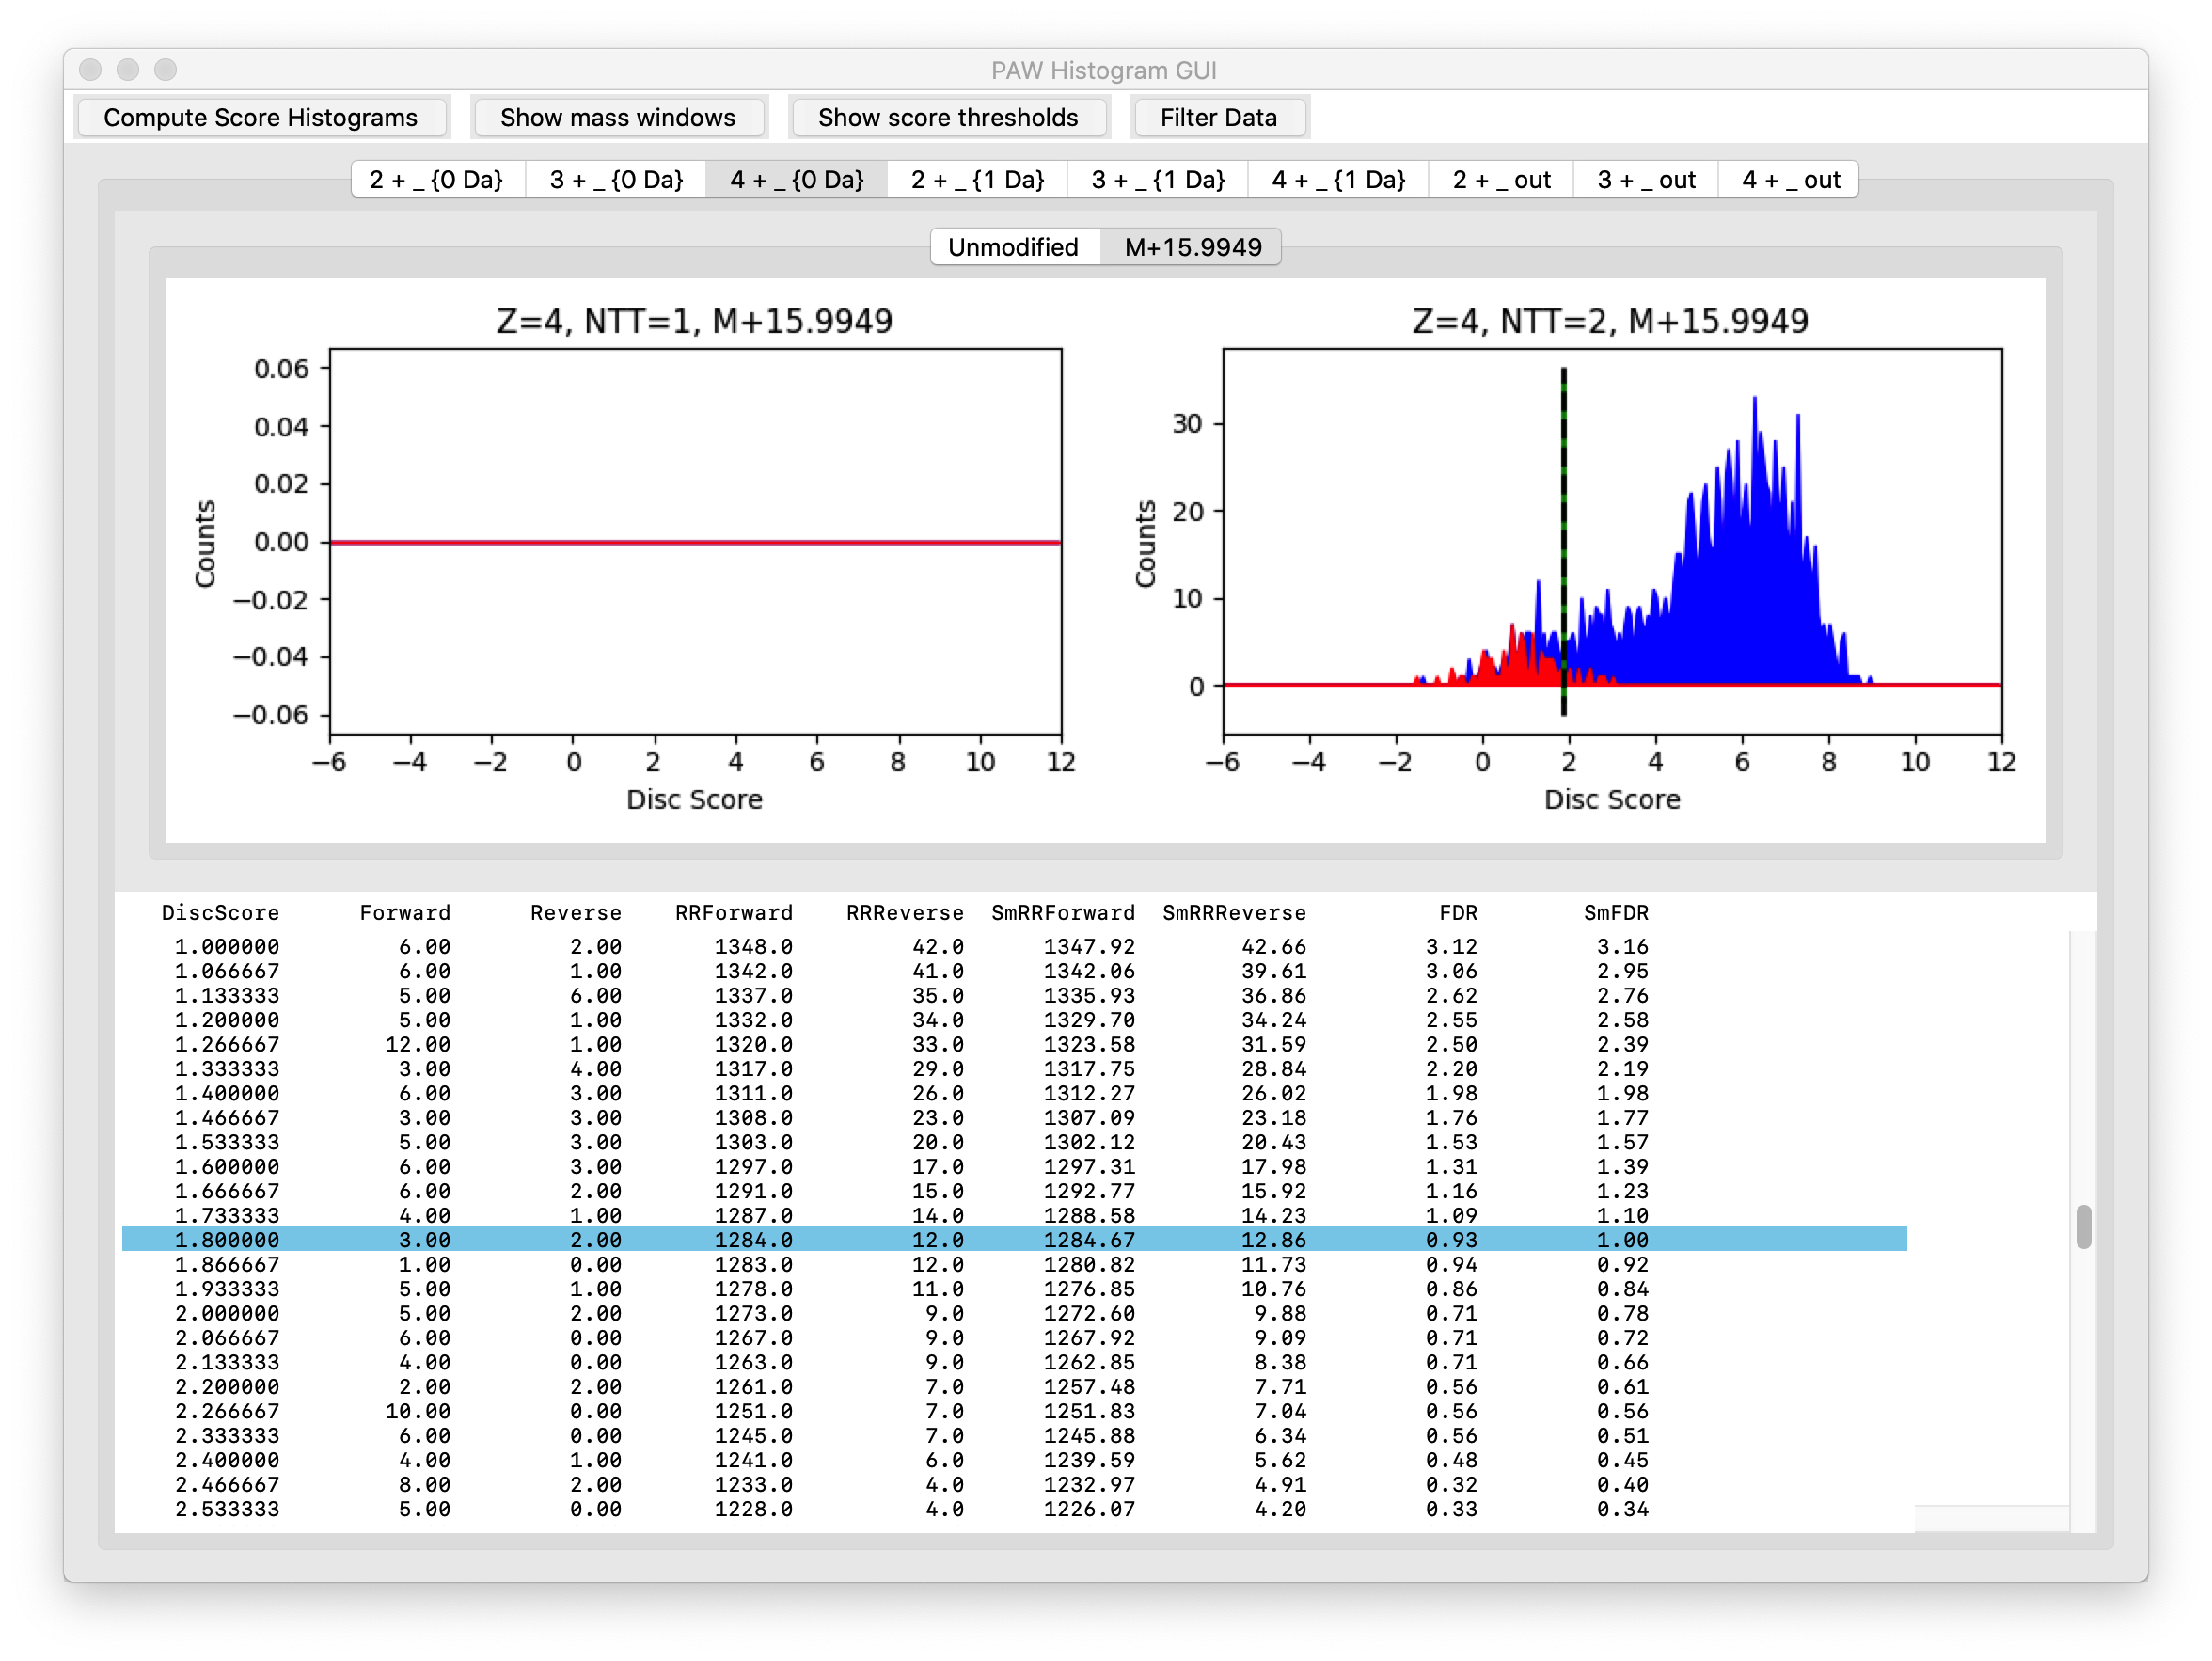 PAW Histogram GUI
Compute Score Histograms Show mass windows Show score thresholds Filter Data
2 + _ {0 Da} 3 + _ {0 Da} 4 + _ {0 Da} 2 + _ {1 Da} 3 + _ {1 Da} 4 + _ {1 Da} 2 + _ out 3 + _ out 4 + _ out
Unmodified M+15.9949
Z=4, NTT=1, M+15.9949
0.06
0.04
0.02
0.00
−0.02
−0.04
−0.06
Counts
−6 −4 −2 0 2 4 6 8 10 12
Disc Score
Z=4, NTT=2, M+15.9949
30
20
10
0
Counts
−6 −4 −2 0 2 4 6 8 10 12
Disc Score
DiscScore Forward Reverse RRForward RRReverse SmRRForward SmRRReverse FDR SmFDR
1.000000 6.00 2.00 1348.0 42.0 1347.92 42.66 3.12 3.16
1.066667 6.00 1.00 1342.0 41.0 1342.06 39.61 3.06 2.95
1.133333 5.00 6.00 1337.0 35.0 1335.93 36.86 2.62 2.76
1.200000 5.00 1.00 1332.0 34.0 1329.70 34.24 2.55 2.58
1.266667 12.00 1.00 1320.0 33.0 1323.58 31.59 2.50 2.39
1.333333 3.00 4.00 1317.0 29.0 1317.75 28.84 2.20 2.19
1.400000 6.00 3.00 1311.0 26.0 1312.27 26.02 1.98 1.98
1.466667 3.00 3.00 1308.0 23.0 1307.09 23.18 1.76 1.77
1.533333 5.00 3.00 1303.0 20.0 1302.12 20.43 1.53 1.57
1.600000 6.00 3.00 1297.0 17.0 1297.31 17.98 1.31 1.39
1.666667 6.00 2.00 1291.0 15.0 1292.77 15.92 1.16 1.23
1.733333 4.00 1.00 1287.0 14.0 1288.58 14.23 1.09 1.10
1.800000 3.00 2.00 1284.0 12.0 1284.67 12.86 0.93 1.00
1.866667 1.00 0.00 1283.0 12.0 1280.82 11.73 0.94 0.92
1.933333 5.00 1.00 1278.0 11.0 1276.85 10.76 0.86 0.84
2.000000 5.00 2.00 1273.0 9.0 1272.60 9.88 0.71 0.78
2.066667 6.00 0.00 1267.0 9.0 1267.92 9.09 0.71 0.72
2.133333 4.00 0.00 1263.0 9.0 1262.85 8.38 0.71 0.66
2.200000 2.00 2.00 1261.0 7.0 1257.48 7.71 0.56 0.61
2.266667 10.00 0.00 1251.0 7.0 1251.83 7.04 0.56 0.56
2.333333 6.00 0.00 1245.0 7.0 1245.88 6.34 0.56 0.51
2.400000 4.00 1.00 1241.0 6.0 1239.59 5.62 0.48 0.45
2.466667 8.00 2.00 1233.0 4.0 1232.97 4.91 0.32 0.40
2.533333 5.00 0.00 1228.0 4.0 1226.07 4.20 0.33 0.34